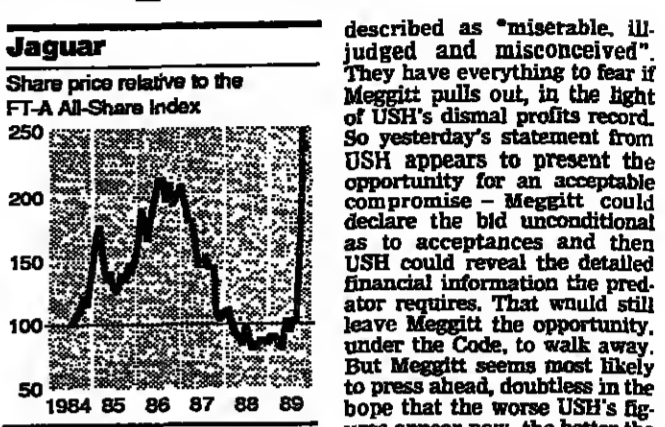 Jaguar
Share price relative to the
FT-A All-Share Index
250
200
150
100
50
1984 85 86 87 88 89
described as "miserable, ill-
judged and misconceived".
They have everything to fear if
Meggitt pulls out, in the light
of USH's dismal profits record.
So yesterday's statement from
USH appears to present the
opportunity for an acceptable
compromise – Meggitt could
declare the bid unconditional
as to acceptances and then
USH could reveal the detailed
financial information the pred-
ator requires. That would still
leave Meggitt the opportunity,
under the Code, to walk away.
But Meggitt seems most likely
to press ahead, doubtless in the
hope that the worse USH's fig-